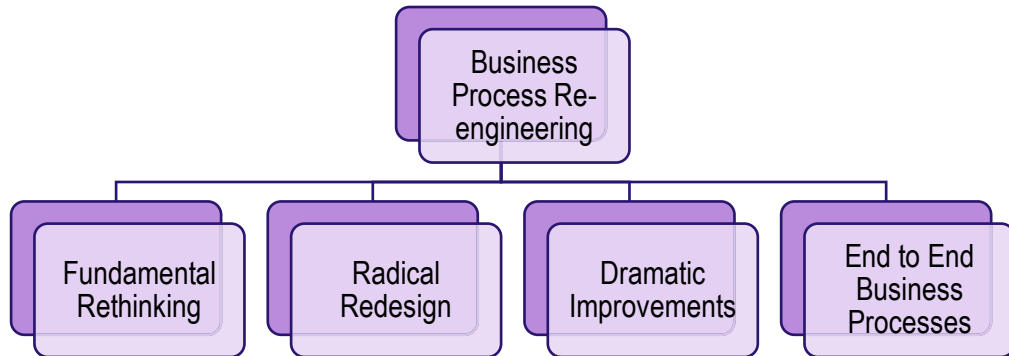 Business
Process Re-
engineering
Fundamental
Rethinking
Radical
Redesign
Dramatic
Improvements
End to End
Business
Processes